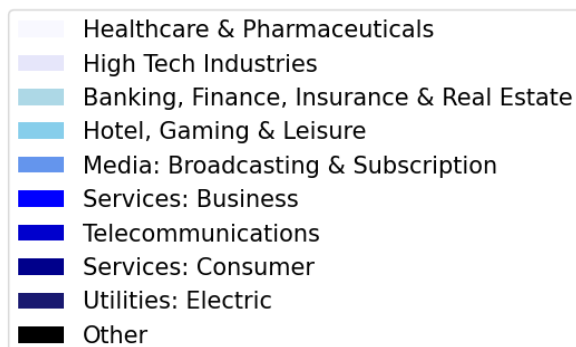 Healthcare & Pharmaceuticals
High Tech Industries
Banking, Finance, Insurance & Real Estate
Hotel, Gaming & Leisure
Media: Broadcasting & Subscription
Services: Business
Telecommunications
Services: Consumer
Utilities: Electric
Other